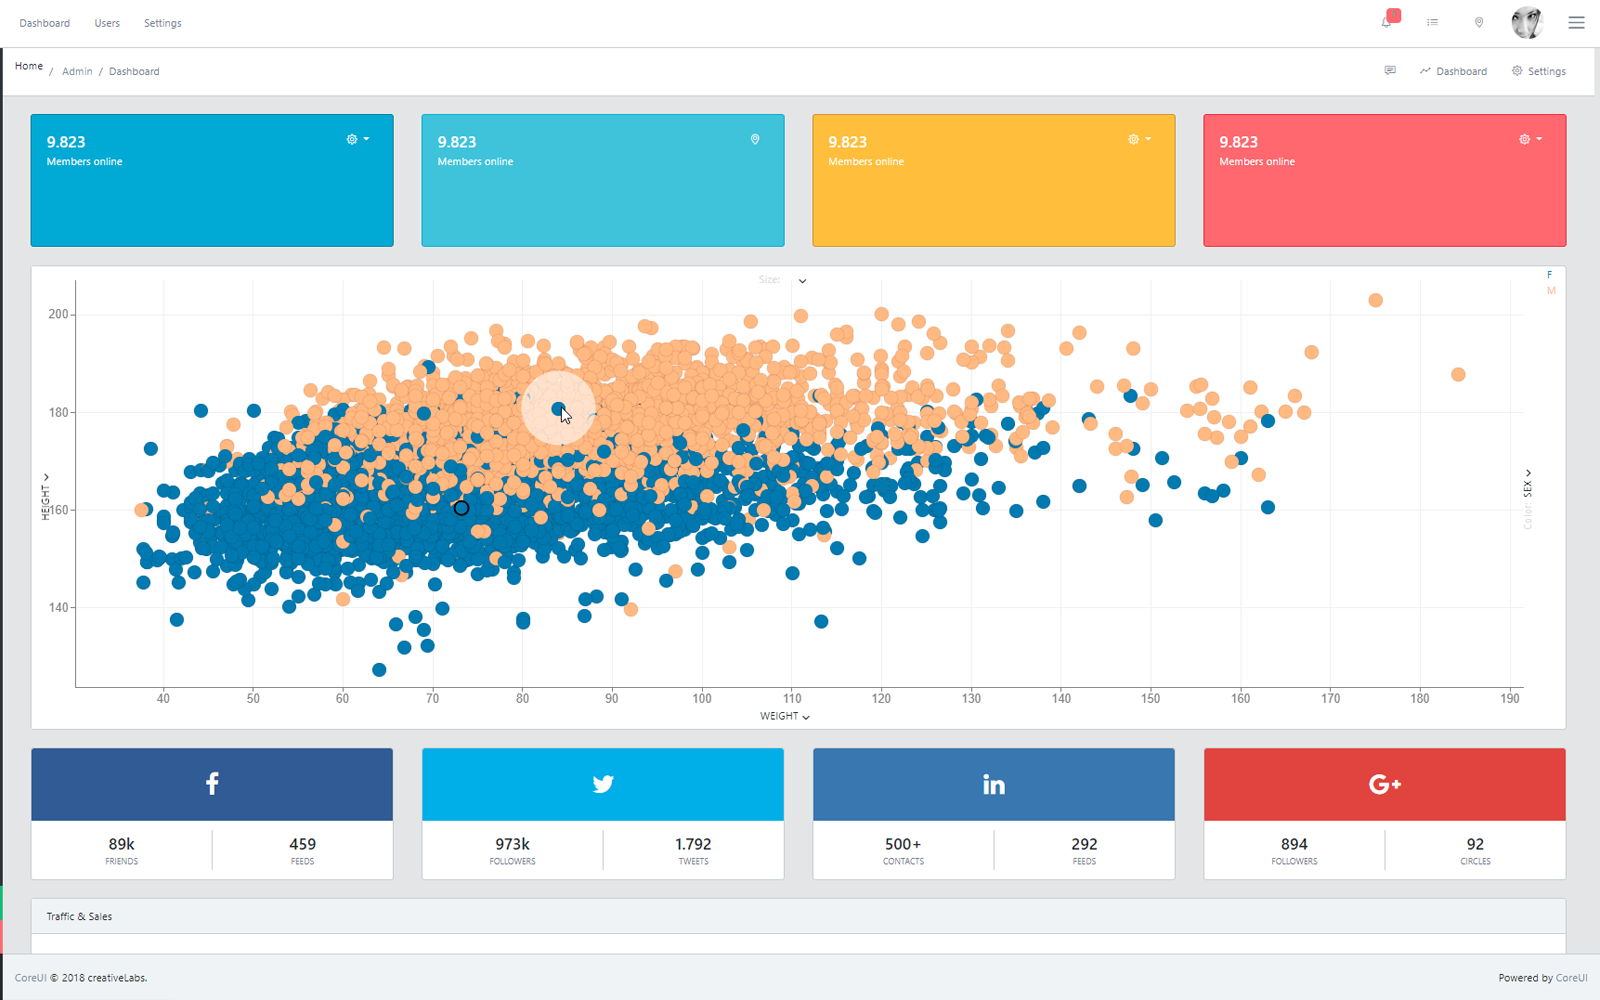 Dashboard Users Settings
Home / Admin / Dashboard
Dashboard Settings
9.823
Members online
9.823
Members online
9.823
Members online
9.823
Members online
Size:
F
M
200
180
160
140
HEIGHT
Color: SEX
40 50 60 70 80 90 100 110 120 130 140 150 160 170 180 190
WEIGHT
f
in
G+
89k
FRIENDS
459
FEEDS
973k
FOLLOWERS
1.792
TWEETS
500+
CONTACTS
292
FEEDS
894
FOLLOWERS
92
CIRCLES
Traffic & Sales
CoreUI © 2018 creativeLabs.
Powered by CoreUI